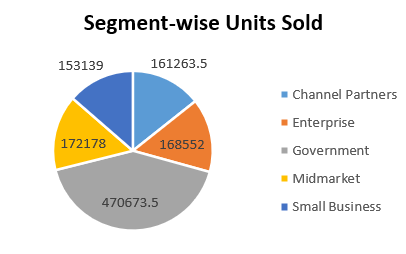 Segment-wise Units Sold
153139
161263.5
172178
168552
470673.5
Channel Partners
Enterprise
Government
Midmarket
Small Business